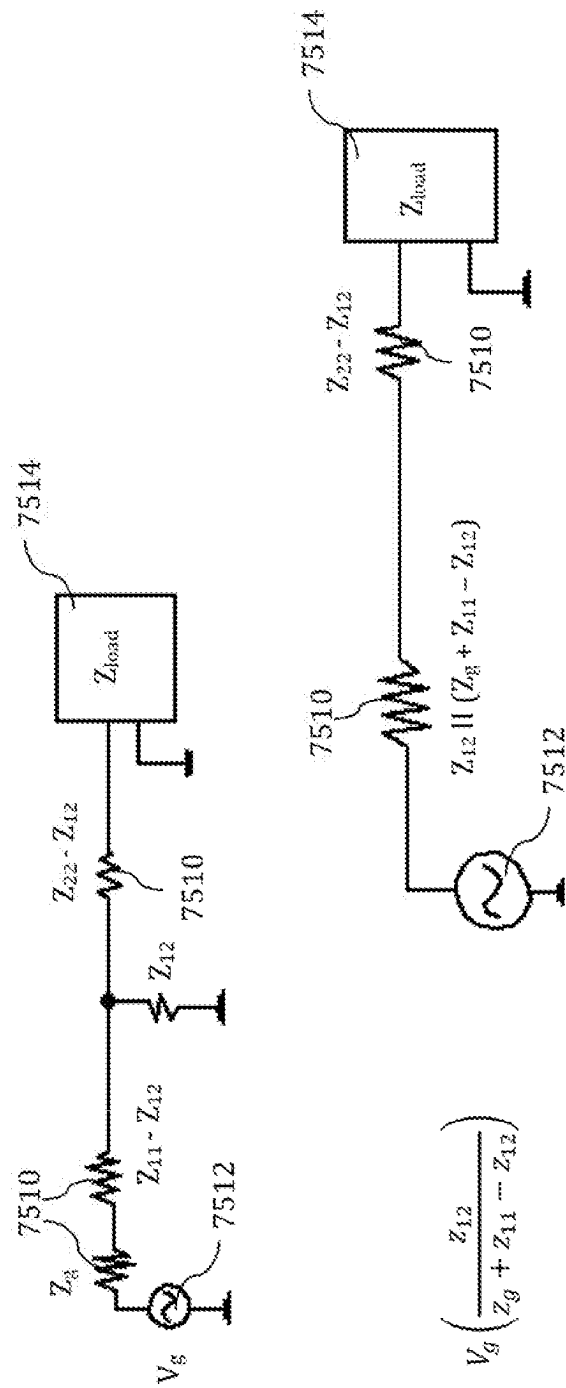 7514
Z_load
Z_22 - Z_12
7510
Z_12
7510
Z_11 - Z_12
Z_g
7512
V_g
7514
Z_load
Z_22 - Z_12
7510
7510
Z_12 || (Z_g + Z_11 − Z_12)
7512
V_g (z_12 / (z_g + z_11 − z_12))